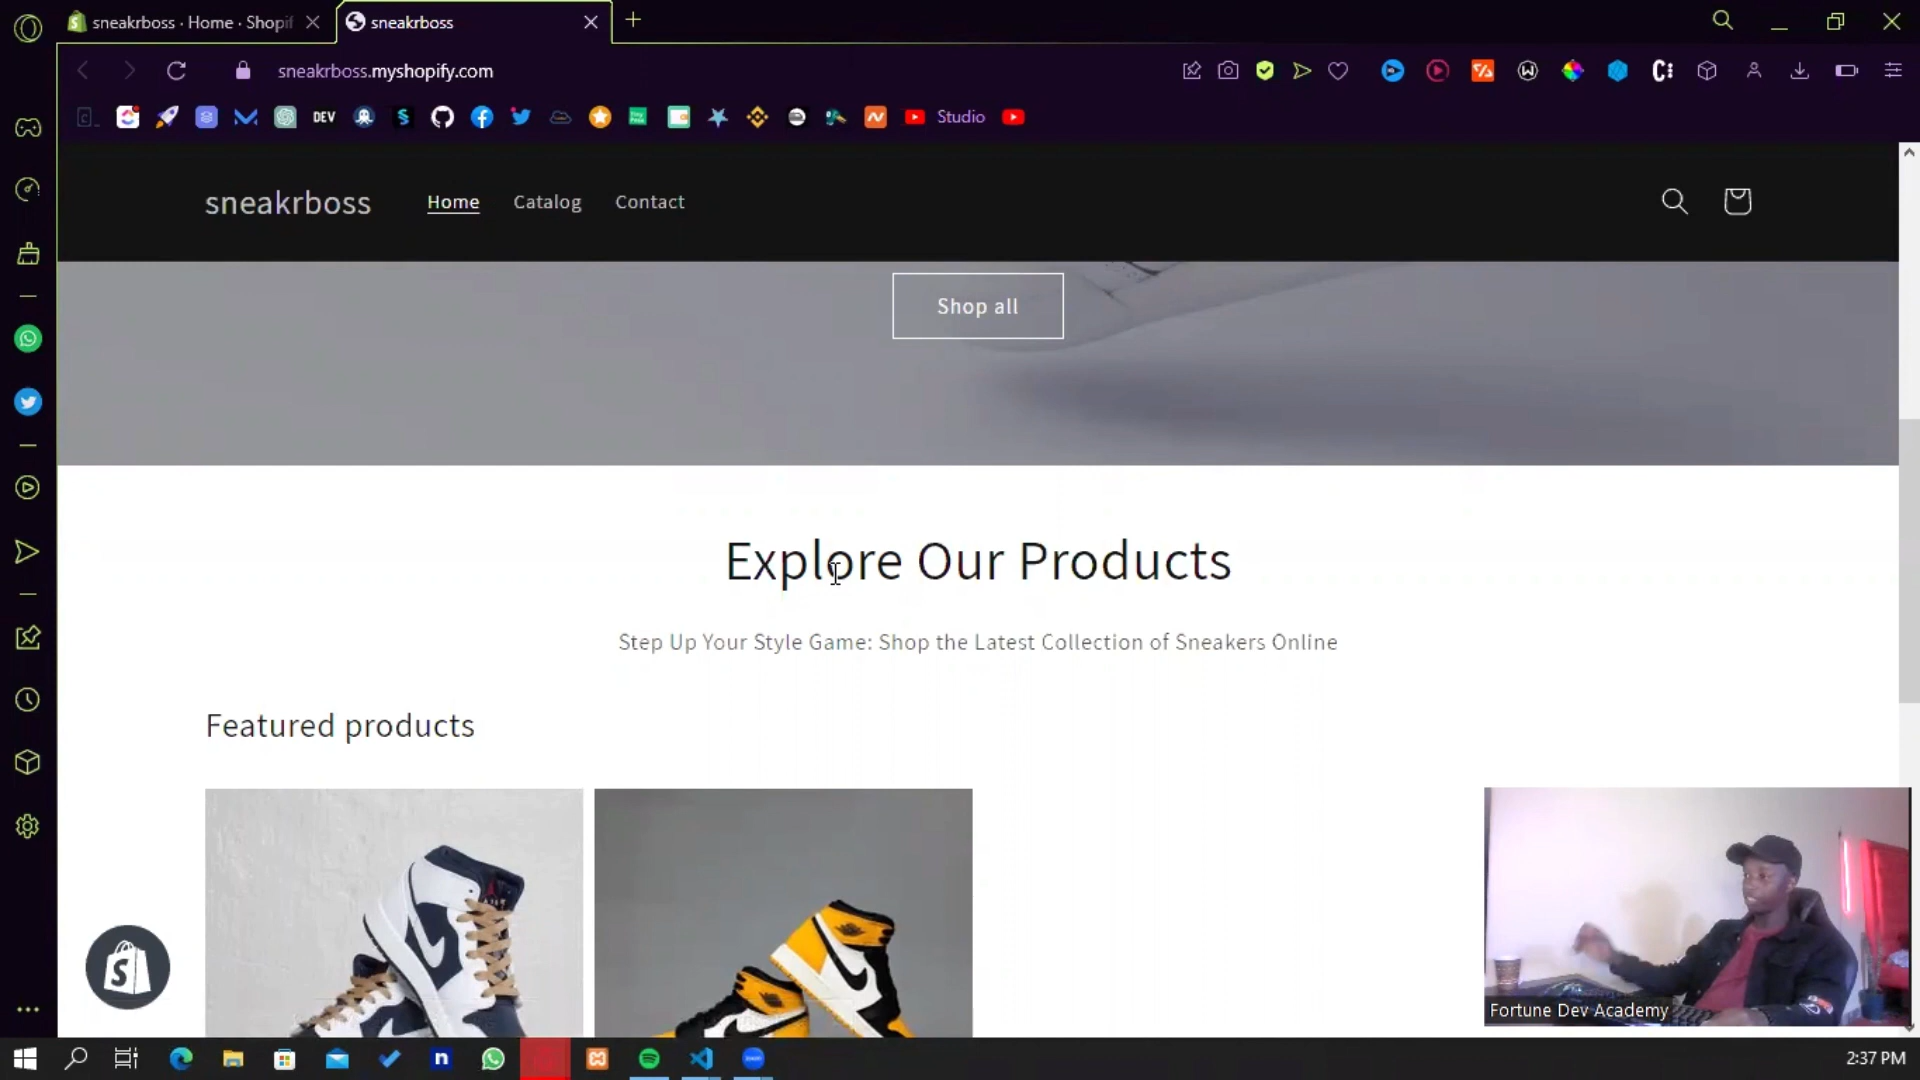 sneakrboss · Home · Shopif
sneakrboss
sneakrboss.myshopify.com
DEV
Studio
sneakrboss
Home
Catalog
Contact
Shop all
Explore Our Products
Step Up Your Style Game: Shop the Latest Collection of Sneakers Online
Featured products
Fortune Dev Academy
2:37 PM